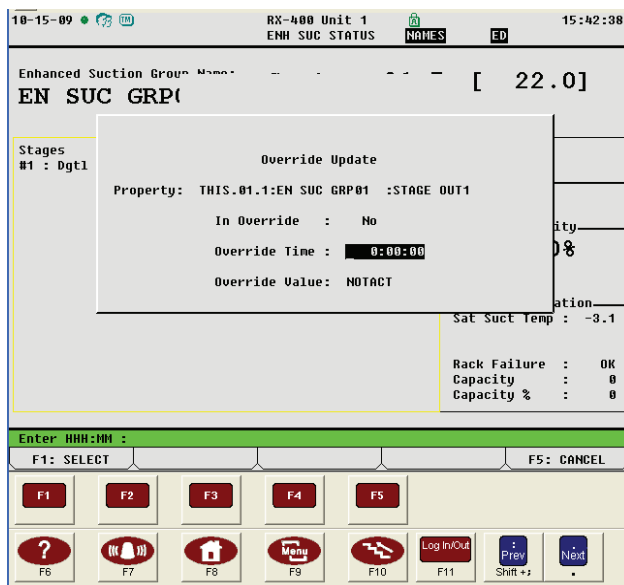 10-15-09 TM RX-400 Unit 1 15:42:38
ENH SUC STATUS NAMES ED
Enhanced Suction Group
EN SUC GRP [ 22.0]
Stages
#1 : Dgtl
Override Update
Property: THIS.01.1:EN SUC GRP01 :STAGE OUT1
In Override : No
Override Time : 0:00:00
Override Value: NOTACT
Sat Suct Temp : -3.1
Rack Failure : OK
Capacity : 0
Capacity % : 0
Enter HHH:MM :
F1: SELECT F5: CANCEL
F1 F2 F3 F4 F5
? Menu Log In/Out : Prev . Next
F6 F7 F8 F9 F10 F11 Shift +; .